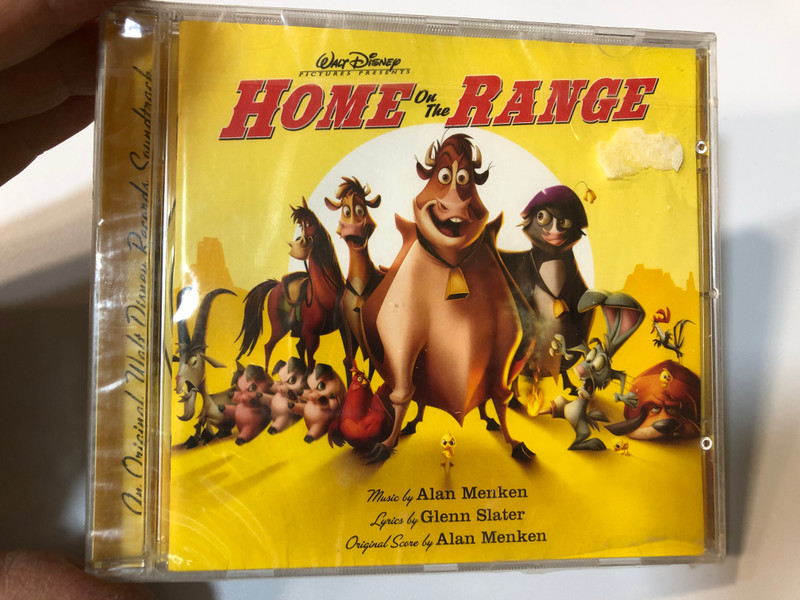 Walt Disney
PICTURES PRESENTS
HOME On The RANGE
Music by Alan Menken
Lyrics by Glenn Slater
Original Score by Alan Menken
An Original Walt Disney Records Soundtrack